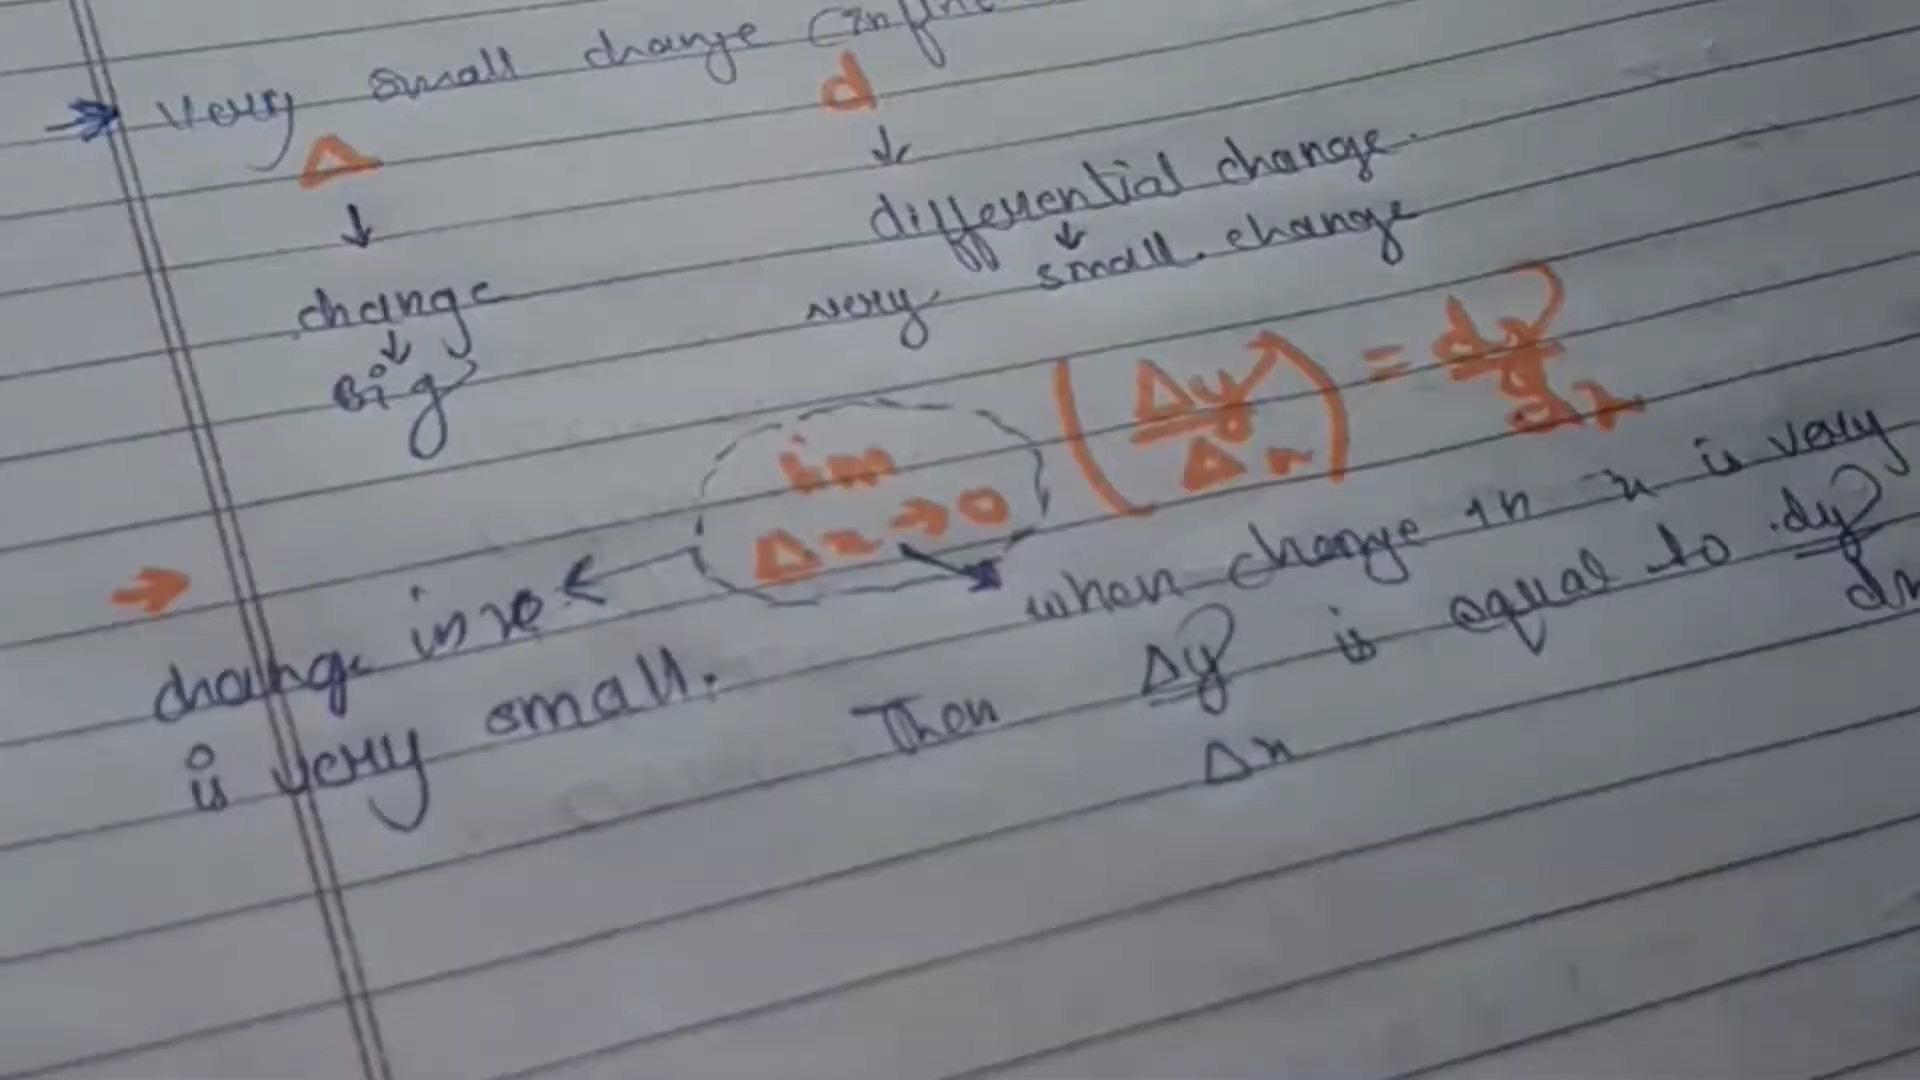 → Very small change
Δ d
↓ ↓
change differential change.
↓ ↓
Big very small change
lim Δx→0 (Δy/Δx) = dy/dx
→ change in x
is very small.
when change in x is very
Then Δy/Δx is equal to dy/dx